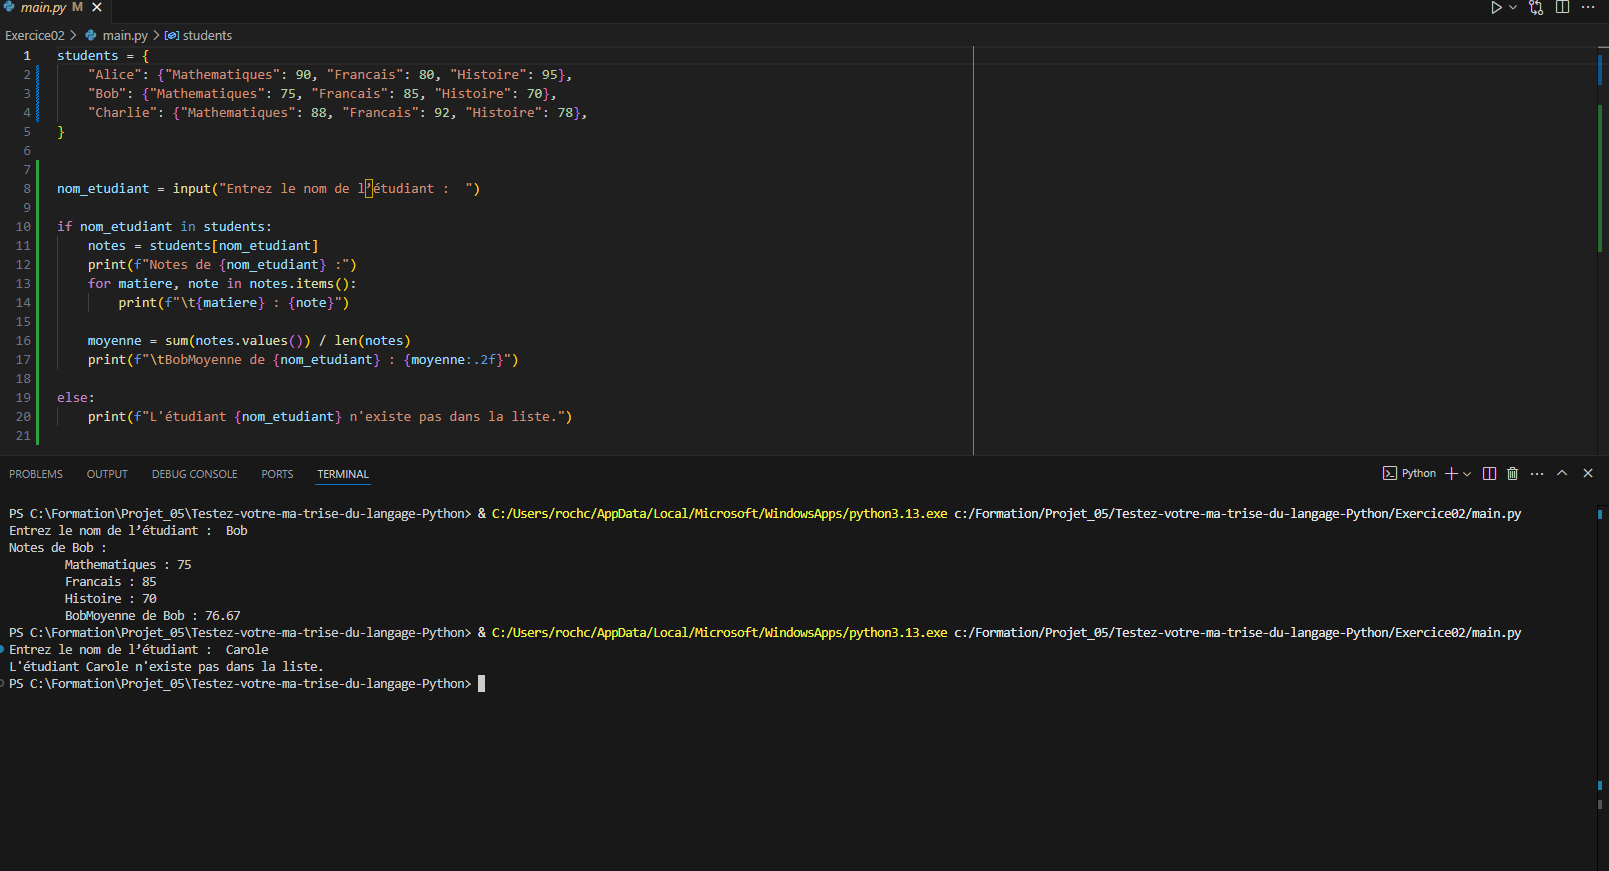 main.py M
Exercice02 > main.py > students
1 students = {
2 "Alice": {"Mathematiques": 90, "Francais": 80, "Histoire": 95},
3 "Bob": {"Mathematiques": 75, "Francais": 85, "Histoire": 70},
4 "Charlie": {"Mathematiques": 88, "Francais": 92, "Histoire": 78},
5 }
6
7
8 nom_etudiant = input("Entrez le nom de l’étudiant :  ")
9
10 if nom_etudiant in students:
11 notes = students[nom_etudiant]
12 print(f"Notes de {nom_etudiant} :")
13 for matiere, note in notes.items():
14 print(f"\t{matiere} : {note}")
15
16 moyenne = sum(notes.values()) / len(notes)
17 print(f"\tBobMoyenne de {nom_etudiant} : {moyenne:.2f}")
18
19 else:
20 print(f"L'étudiant {nom_etudiant} n'existe pas dans la liste.")
21
PROBLEMS OUTPUT DEBUG CONSOLE PORTS TERMINAL Python
PS C:\Formation\Projet_05\Testez-votre-ma-trise-du-langage-Python> & C:/Users/rochc/AppData/Local/Microsoft/WindowsApps/python3.13.exe c:/Formation/Projet_05/Testez-votre-ma-trise-du-langage-Python/Exercice02/main.py
Entrez le nom de l’étudiant :  Bob
Notes de Bob :
Mathematiques : 75
Francais : 85
Histoire : 70
BobMoyenne de Bob : 76.67
PS C:\Formation\Projet_05\Testez-votre-ma-trise-du-langage-Python> & C:/Users/rochc/AppData/Local/Microsoft/WindowsApps/python3.13.exe c:/Formation/Projet_05/Testez-votre-ma-trise-du-langage-Python/Exercice02/main.py
Entrez le nom de l’étudiant :  Carole
L'étudiant Carole n'existe pas dans la liste.
PS C:\Formation\Projet_05\Testez-votre-ma-trise-du-langage-Python>